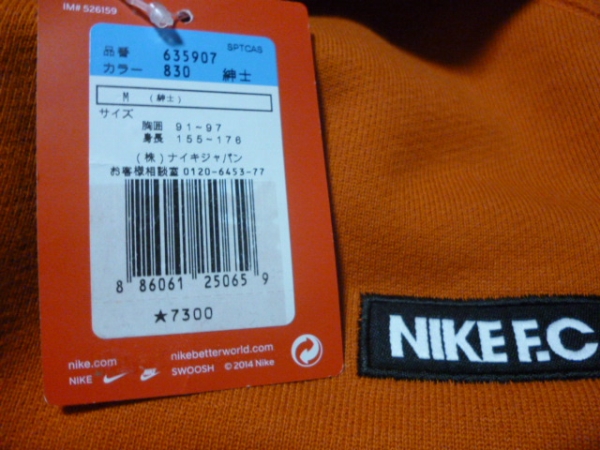 IM# 526159
SPTCAS
品番 635907
カラー 830 紳士
M (紳士)
サイズ
胸囲 91~97
身長 155~176
(株)ナイキジャパン
お客様相談室 0120-6453-77
8 86061 25065 9
★7300
nike.com nikebetterworld.com
NIKE SWOOSH © 2014 Nike
NIKE F.C